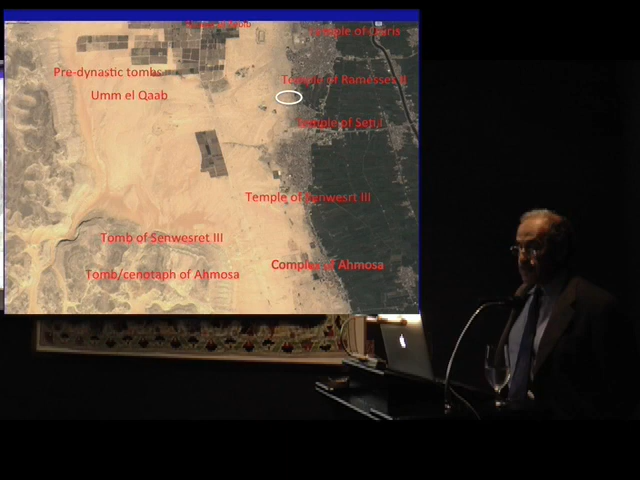 Temple of Osiris
Pre-dynastic tombs
Temple of Ramesses II
Umm el Qaab
Temple of Seti I
Temple of Senwesrt III
Tomb of Senwesret III
Complex of Ahmosa
Tomb/cenotaph of Ahmosa